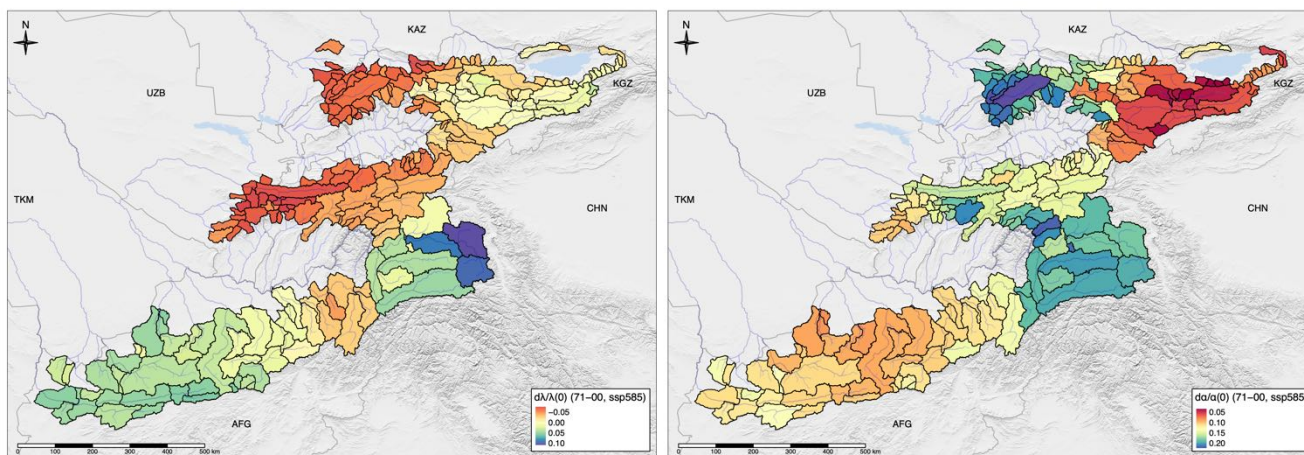 N
KAZ
UZB
KGZ
TKM
CHN
AFG
dλ/λ(0) (71−00, ssp585)
−0.05
0.00
0.05
0.10
0 100 200 300 400 500 km
N
KAZ
UZB
KGZ
TKM
CHN
AFG
dα/α(0) (71−00, ssp585)
0.05
0.10
0.15
0.20
0 100 200 300 400 500 km